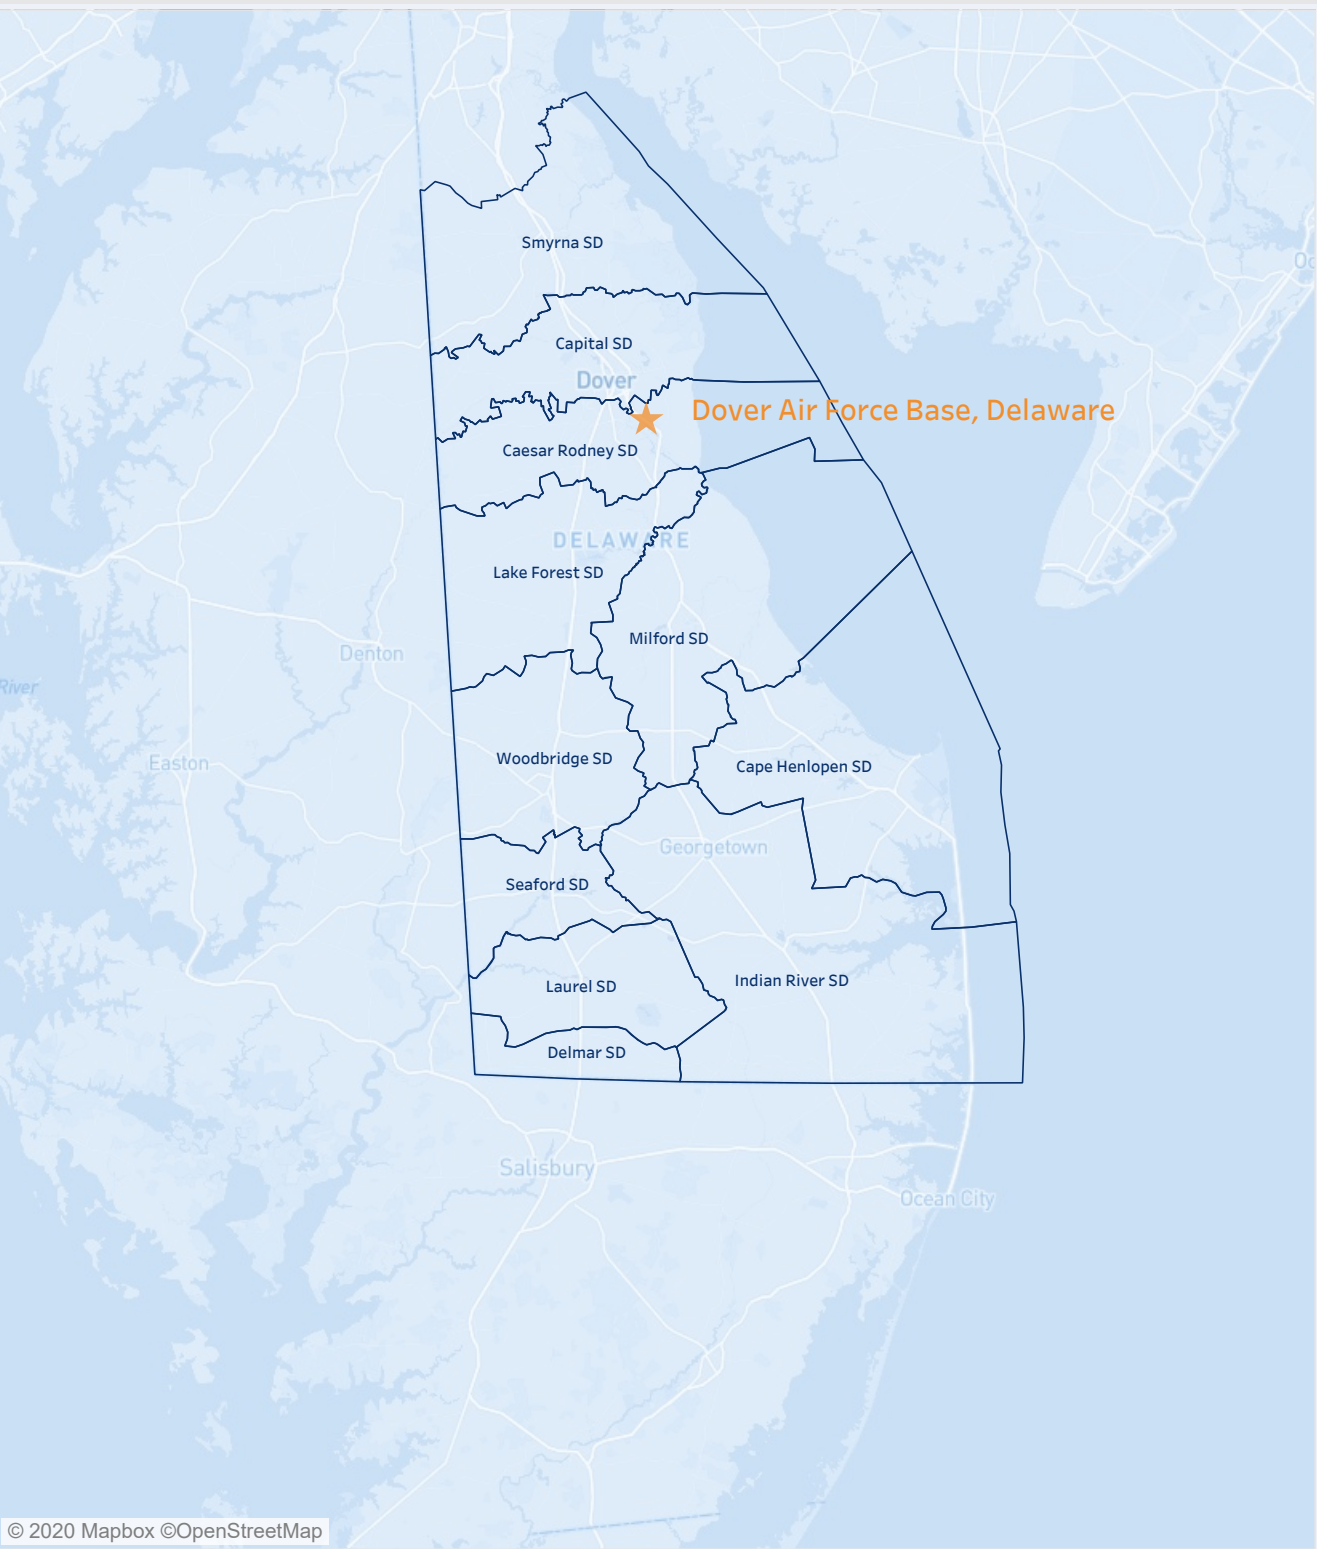 Smyrna SD
Capital SD
Dover
Dover Air Force Base, Delaware
Caesar Rodney SD
DELAWARE
Lake Forest SD
Milford SD
Denton
River
Woodbridge SD
Easton
Cape Henlopen SD
Georgetown
Seaford SD
Laurel SD
Indian River SD
Delmar SD
Salisbury
Ocean City
© 2020 Mapbox ©OpenStreetMap